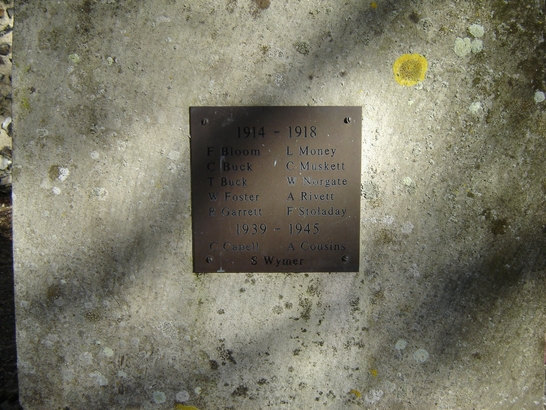 1914 - 1918
F Bloom L Money
C Buck C Muskett
T Buck W Norgate
W Foster A Rivett
R Garrett F Stoladay
1939 - 1945
C Capell A Cousins
S Wymer